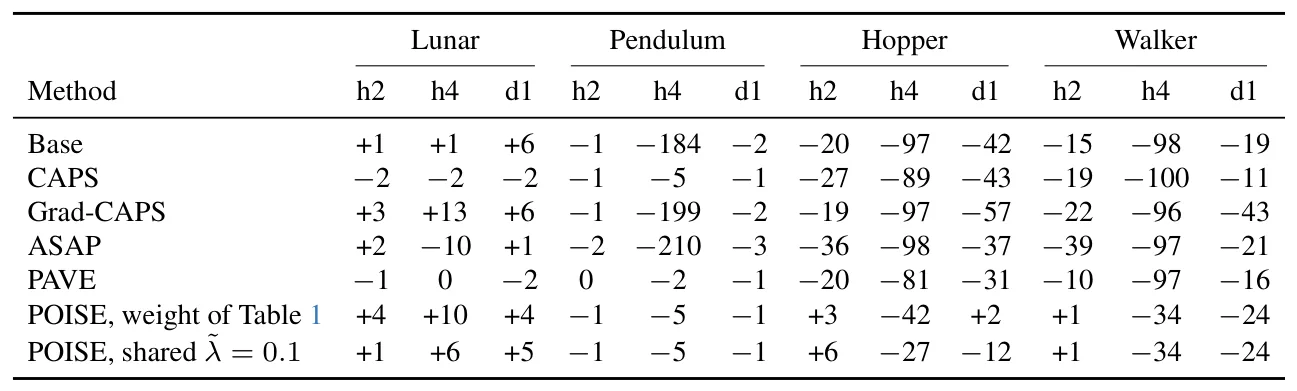 Lunar Pendulum Hopper Walker
Method h2 h4 d1 h2 h4 d1 h2 h4 d1 h2 h4 d1
Base +1 +1 +6 −1 −184 −2 −20 −97 −42 −15 −98 −19
CAPS −2 −2 −2 −1 −5 −1 −27 −89 −43 −19 −100 −11
Grad-CAPS +3 +13 +6 −1 −199 −2 −19 −97 −57 −22 −96 −43
ASAP +2 −10 +1 −2 −210 −3 −36 −98 −37 −39 −97 −21
PAVE −1 0 −2 0 −2 −1 −20 −81 −31 −10 −97 −16
POISE, weight of Table 1 +4 +10 +4 −1 −5 −1 +3 −42 +2 +1 −34 −24
POISE, shared λ̃ = 0.1 +1 +6 +5 −1 −5 −1 +6 −27 −12 +1 −34 −24